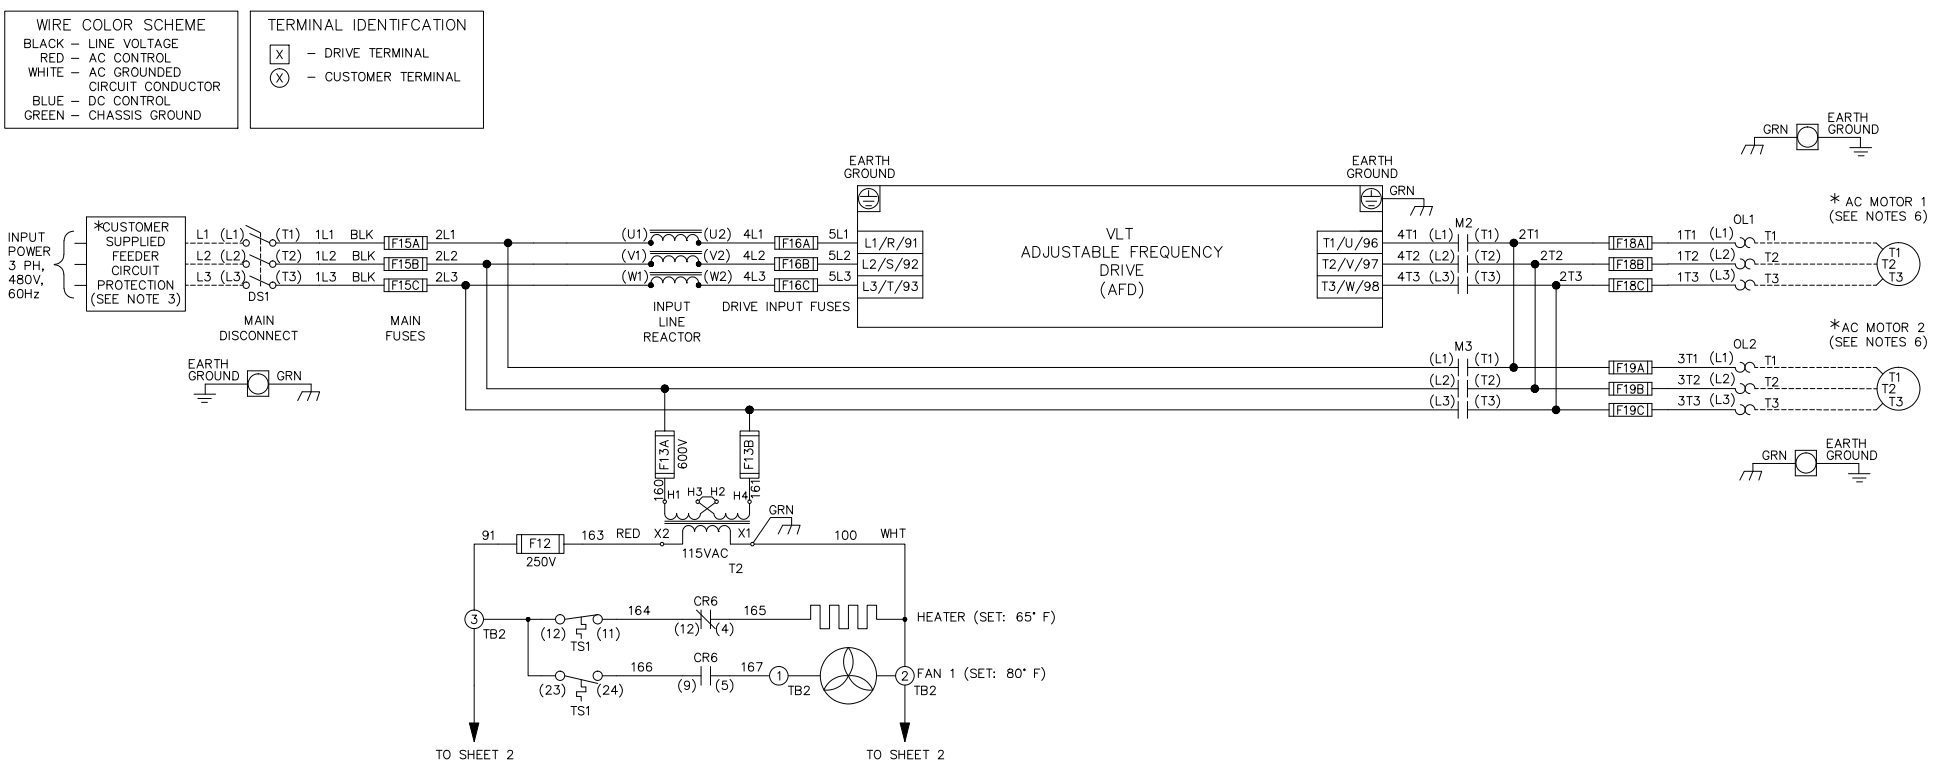 WIRE COLOR SCHEME
BLACK – LINE VOLTAGE
RED – AC CONTROL
WHITE – AC GROUNDED
CIRCUIT CONDUCTOR
BLUE – DC CONTROL
GREEN – CHASSIS GROUND
TERMINAL IDENTIFCATION
X – DRIVE TERMINAL
X – CUSTOMER TERMINAL
GRN
EARTH
GROUND
INPUT
POWER
3 PH,
480V,
60Hz
*CUSTOMER
SUPPLIED
FEEDER
CIRCUIT
PROTECTION
(SEE NOTE 3)
L1 (L1) (T1) 1L1 BLK F15A 2L1
L2 (L2) (T2) 1L2 BLK F15B 2L2
L3 (L3) (T3) 1L3 BLK F15C 2L3
DS1
MAIN
DISCONNECT
MAIN
FUSES
EARTH
GROUND
GRN
(U1) (U2) 4L1 F16A 5L1
(V1) (V2) 4L2 F16B 5L2
(W1) (W2) 4L3 F16C 5L3
INPUT
LINE
REACTOR
DRIVE INPUT FUSES
EARTH
GROUND
L1/R/91
L2/S/92
L3/T/93
VLT
ADJUSTABLE FREQUENCY
DRIVE
(AFD)
EARTH
GROUND
GRN
T1/U/96
T2/V/97
T3/W/98
M2
4T1 (L1) (T1) 2T1 F18A 1T1 (L1) T1
4T2 (L2) (T2) 2T2 F18B 1T2 (L2) T2
4T3 (L3) (T3) 2T3 F18C 1T3 (L3) T3
OL1
* AC MOTOR 1
(SEE NOTES 6)
T1
T2
T3
M3
(L1) (T1) F19A 3T1 (L1) T1
(L2) (T2) F19B 3T2 (L2) T2
(L3) (T3) F19C 3T3 (L3) T3
OL2
*AC MOTOR 2
(SEE NOTES 6)
T1
T2
T3
GRN
EARTH
GROUND
F13A
600V
F13B
160
161
H1 H3 H2 H4
GRN
91 F12 163 RED X2 X1 100 WHT
250V
115VAC
T2
3
TB2
(12) (11) 164 CR6 165
TS1
(12) (4)
HEATER (SET: 65° F)
(23) (24) 166 CR6 167
TS1
(9) (5)
1
TB2
2
TB2
FAN 1 (SET: 80° F)
TO SHEET 2
TO SHEET 2